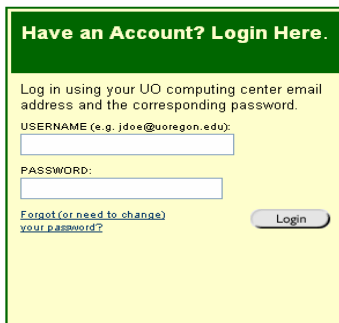 Have an Account? Login Here.
Log in using your UO computing center email
address and the corresponding password.
USERNAME (e.g. jdoe@uoregon.edu):
PASSWORD:
Forgot (or need to change)
your password?
Login